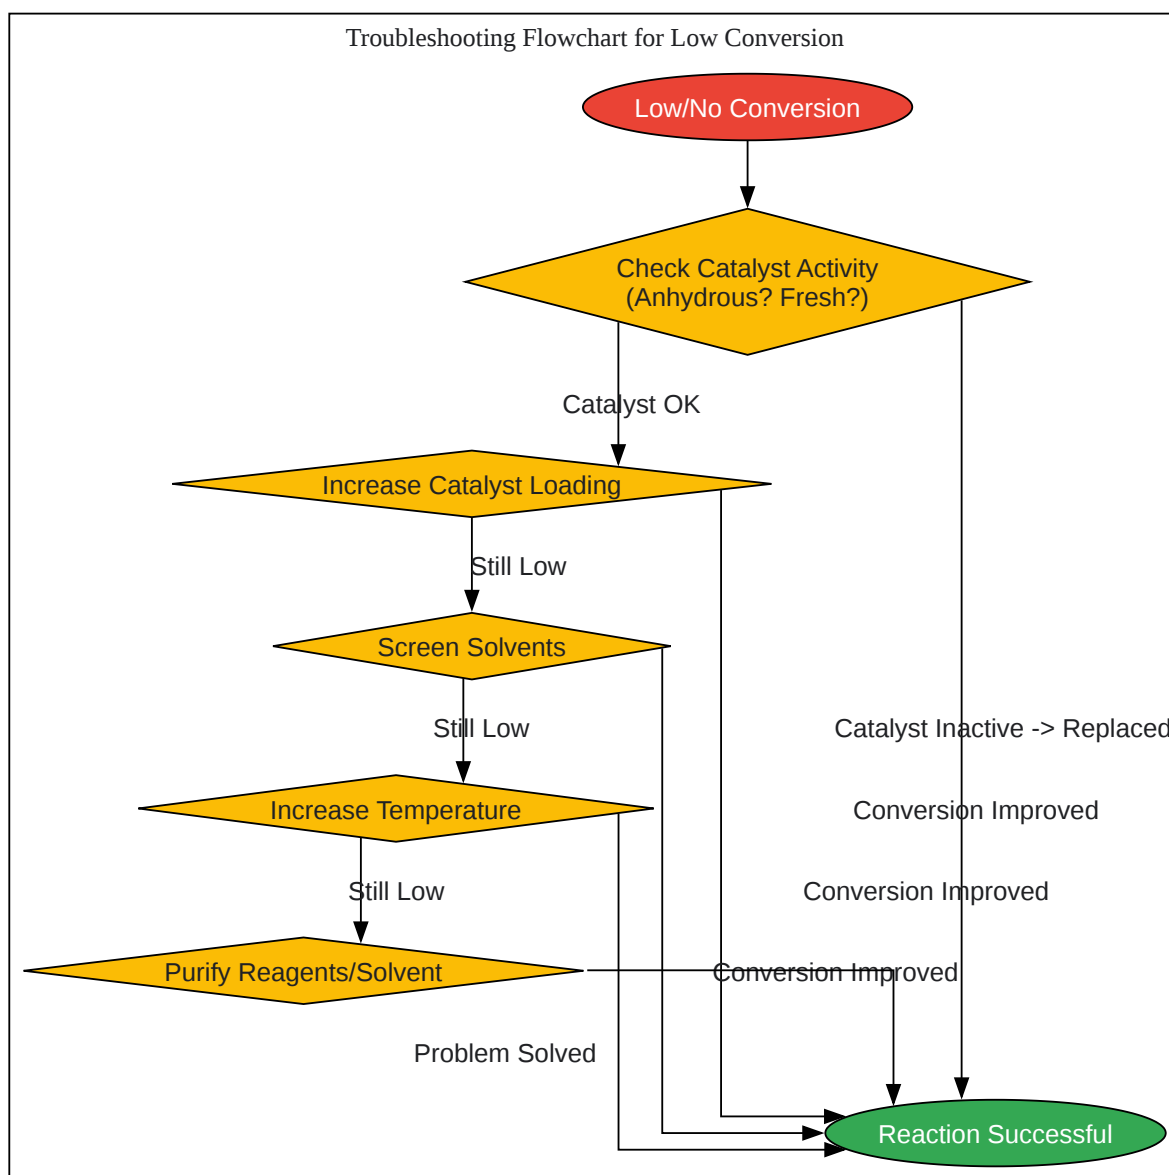 Troubleshooting Flowchart for Low Conversion
Low/No Conversion
Check Catalyst Activity
(Anhydrous? Fresh?)
Catalyst OK
Increase Catalyst Loading
Still Low
Screen Solvents
Still Low
Catalyst Inactive -> Replaced
Increase Temperature
Conversion Improved
Still Low
Conversion Improved
Purify Reagents/Solvent
Conversion Improved
Problem Solved
Reaction Successful